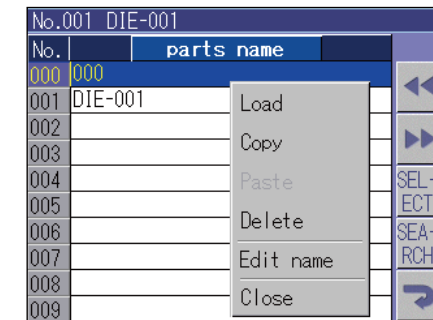 No.001 DIE-001
No. parts name
000 000
001 DIE-001
002
003
004
005
006
007
008
009
Load
Copy
Paste
Delete
Edit name
Close
SEL-
ECT
SEA-
RCH